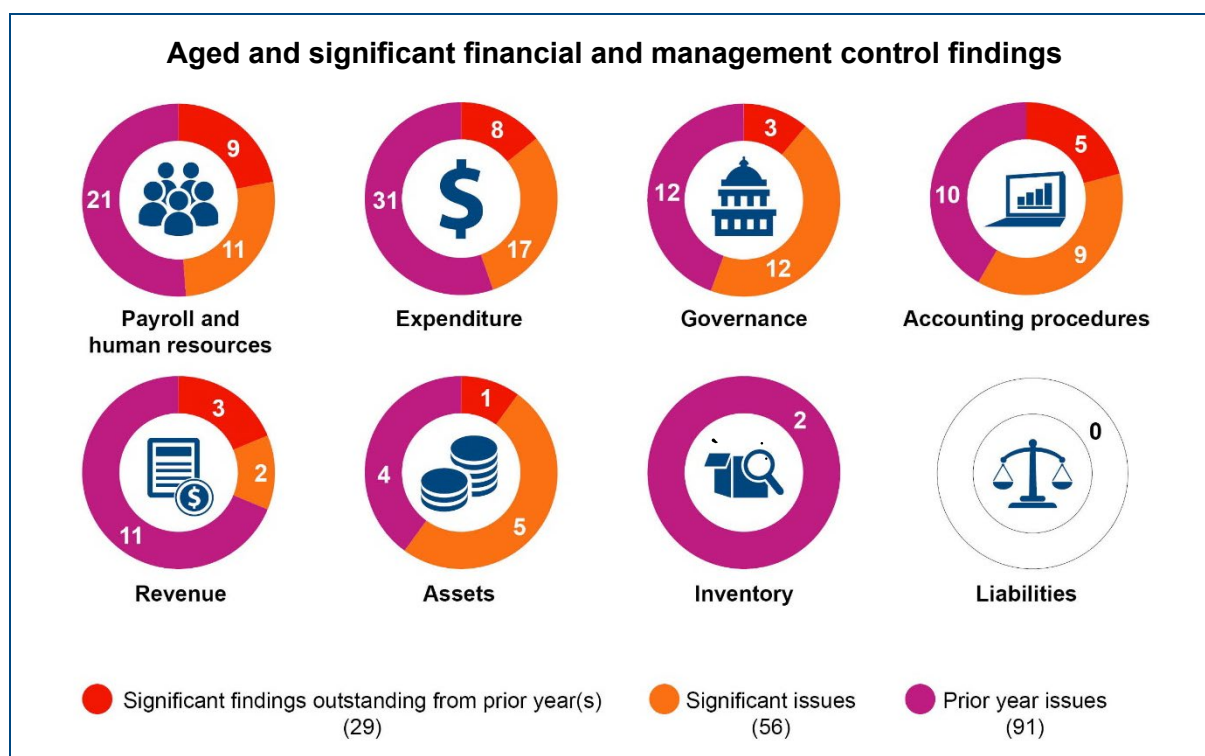 Aged and significant financial and management control findings
9
21
11
Payroll and
human resources
8
31
17
Expenditure
3
12
12
Governance
5
10
9
Accounting procedures
3
2
11
$
Revenue
1
4
5
Assets
2
Inventory
0
Liabilities
$
Significant findings outstanding from prior year(s)
(29)
Significant issues
(56)
Prior year issues
(91)